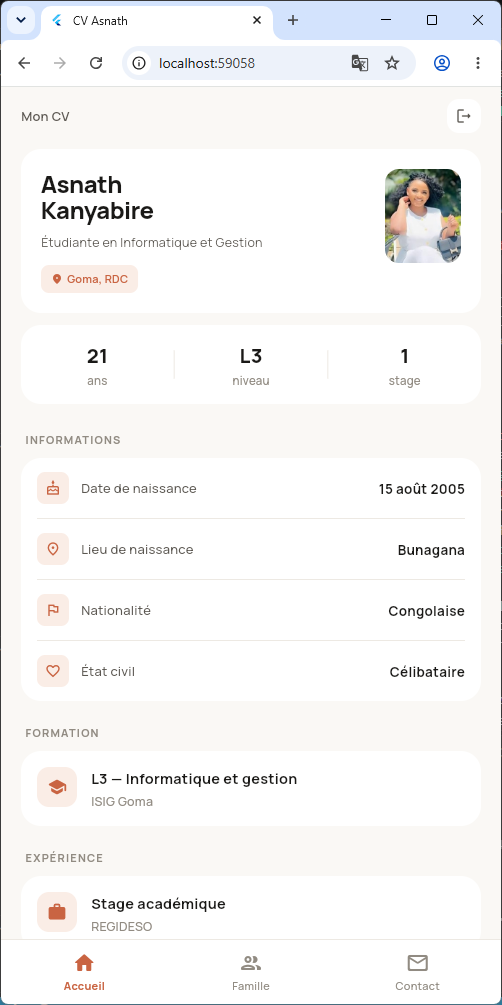 CV Asnath
localhost:59058
Mon CV
Asnath
Kanyabire
Étudiante en Informatique et Gestion
Goma, RDC
21 L3 1
ans niveau stage
INFORMATIONS
Date de naissance 15 août 2005
Lieu de naissance Bunagana
Nationalité Congolaise
État civil Célibataire
FORMATION
L3 — Informatique et gestion
ISIG Goma
EXPÉRIENCE
Stage académique
REGIDESO
Accueil Famille Contact